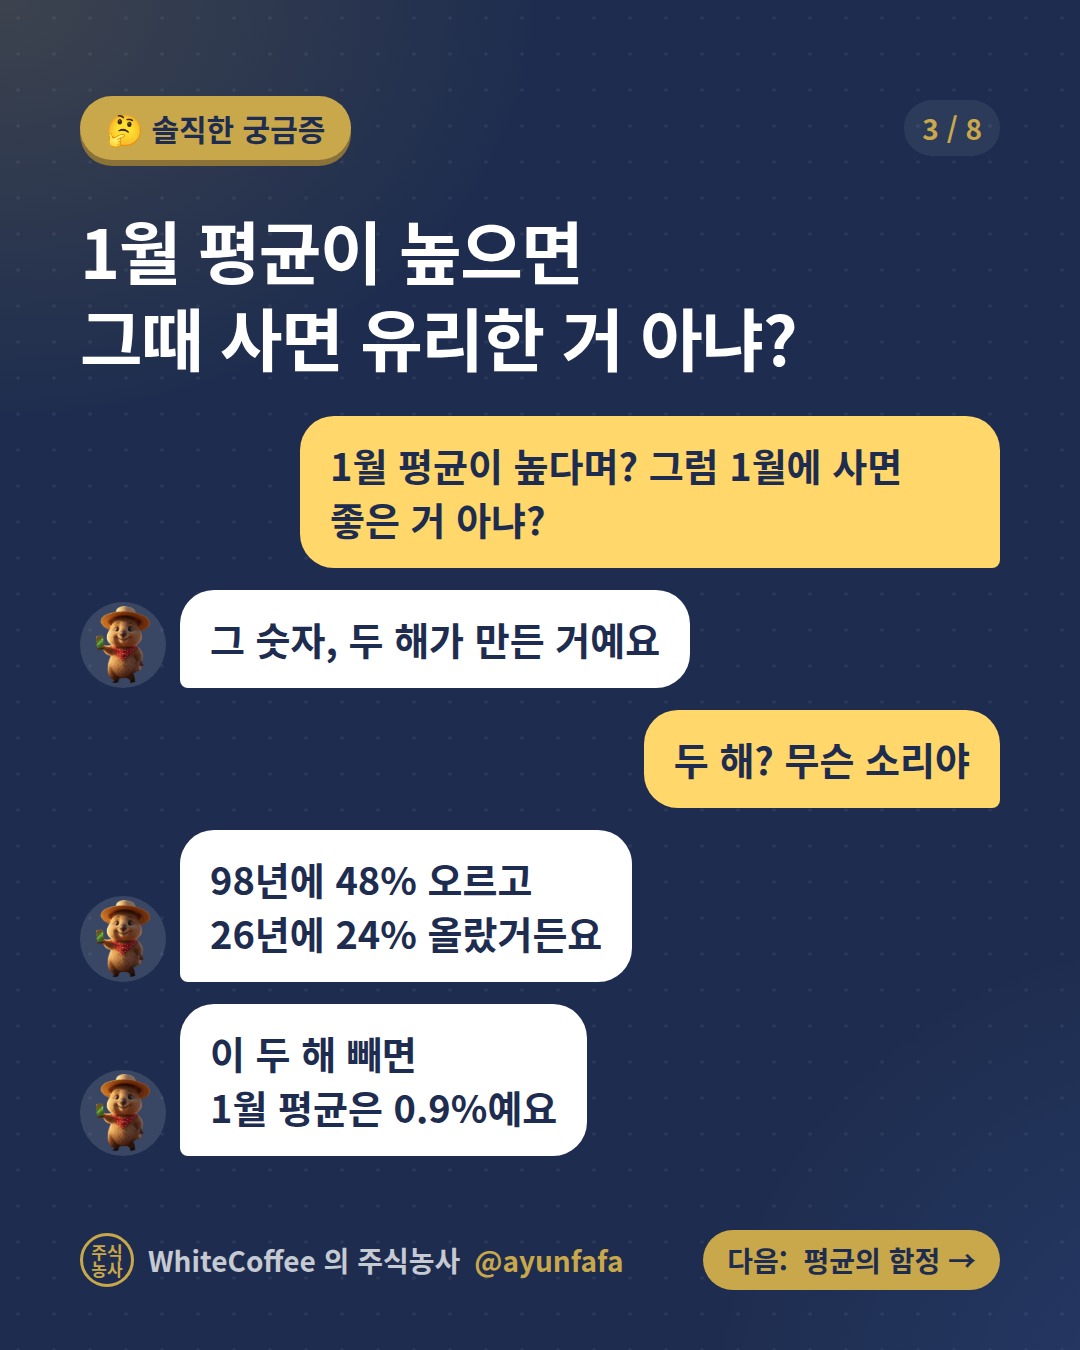 🤔 솔직한 궁금증
3 / 8
1월 평균이 높으면
그때 사면 유리한 거 아냐?
1월 평균이 높다며? 그럼 1월에 사면
좋은 거 아냐?
그 숫자, 두 해가 만든 거예요
두 해? 무슨 소리야
98년에 48% 오르고
26년에 24% 올랐거든요
이 두 해 빼면
1월 평균은 0.9%예요
주식
농사
WhiteCoffee 의 주식농사 @ayunfafa
다음: 평균의 함정 →